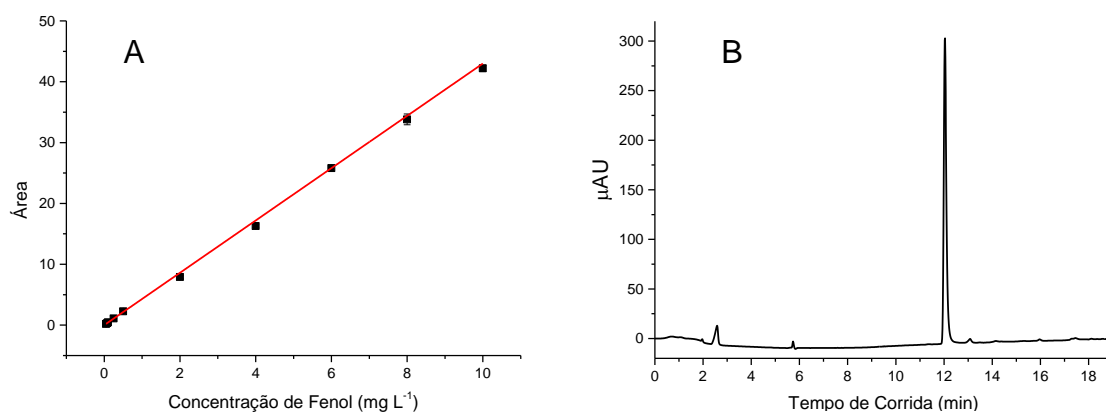 A
50
40
30
20
10
0
Área
0 2 4 6 8 10
Concentração de Fenol (mg L⁻¹)
B
300
250
200
150
100
50
0
µAU
0 2 4 6 8 10 12 14 16 18
Tempo de Corrida (min)